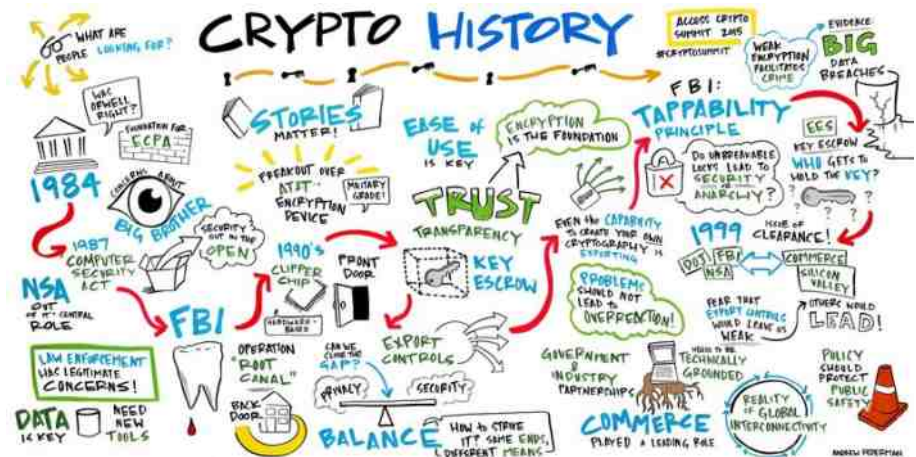 CRYPTO HISTORY
WHAT ARE
PEOPLE LOOKING FOR?
ACCESS CRYPTO
SUMMIT 2015
#CRYPTOSUMMIT
WEAK
ENCRYPTION
FACILITATES
CRIME
EVIDENCE:
BIG
DATA
BREACHES
WAS
ORWELL
RIGHT?
FOUNDATION FOR
ECPA
1984
CONCERNS ABOUT
BIG BROTHER
1987
COMPUTER
SECURITY
ACT
SECURITY
OUT IN THE
OPEN
NSA
OUT
OF IT'S CENTRAL
ROLE
FBI
LAW ENFORCEMENT
HAS LEGITIMATE
CONCERNS!
DATA
IS KEY
NEED
NEW
TOOLS
STORIES
MATTER!
BREAKOUT OVER
AT&T
ENCRYPTION
DEVICE
MILITARY
GRADE!
1990's
CLIPPER
CHIP
HARDWARE-
BASED
FRONT
DOOR
OPERATION
"ROOT
CANAL"
BACK
DOOR
EASE of
USE
IS KEY
ENCRYPTION
IS THE FOUNDATION
TRUST
TRANSPARENCY
KEY
ESCROW
EXPORT
CONTROLS
CAN WE
CLOSE THE
GAP?
PRIVACY
SECURITY
BALANCE
HOW TO STRIKE
IT? SAME ENDS,
DIFFERENT MEANS
EVEN the CAPABILITY
TO CREATE YOUR OWN
CRYPTOGRAPHY IS
EXPORTING
PROBLEMS
SHOULD NOT
LEAD TO
OVERREACTION!
GOVERNMENT
INDUSTRY
PARTNERSHIPS
NEEDS TO BE
TECHNICALLY
GROUNDED
COMMERCE
PLAYED A LEADING ROLE
FBI:
TAPPABILITY
PRINCIPLE
DO UNBREAKABLE
LOCKS LEAD TO
SECURITY
OR
ANARCHY?
EES
KEY ESCROW
WHO GETS TO
HOLD THE KEY?
? ? ? ? ?
1999
CLEARANCE!
DOJ FBI
NSA
COMMERCE
SILICON
VALLEY
FEAR THAT
EXPORT CONTROLS
WOULD LEAVE US
WEAK
OTHERS WOULD
LEAD!
REALITY
OF GLOBAL
INTERCONNECTIVITY
POLICY
SHOULD
PROTECT
PUBLIC
SAFETY